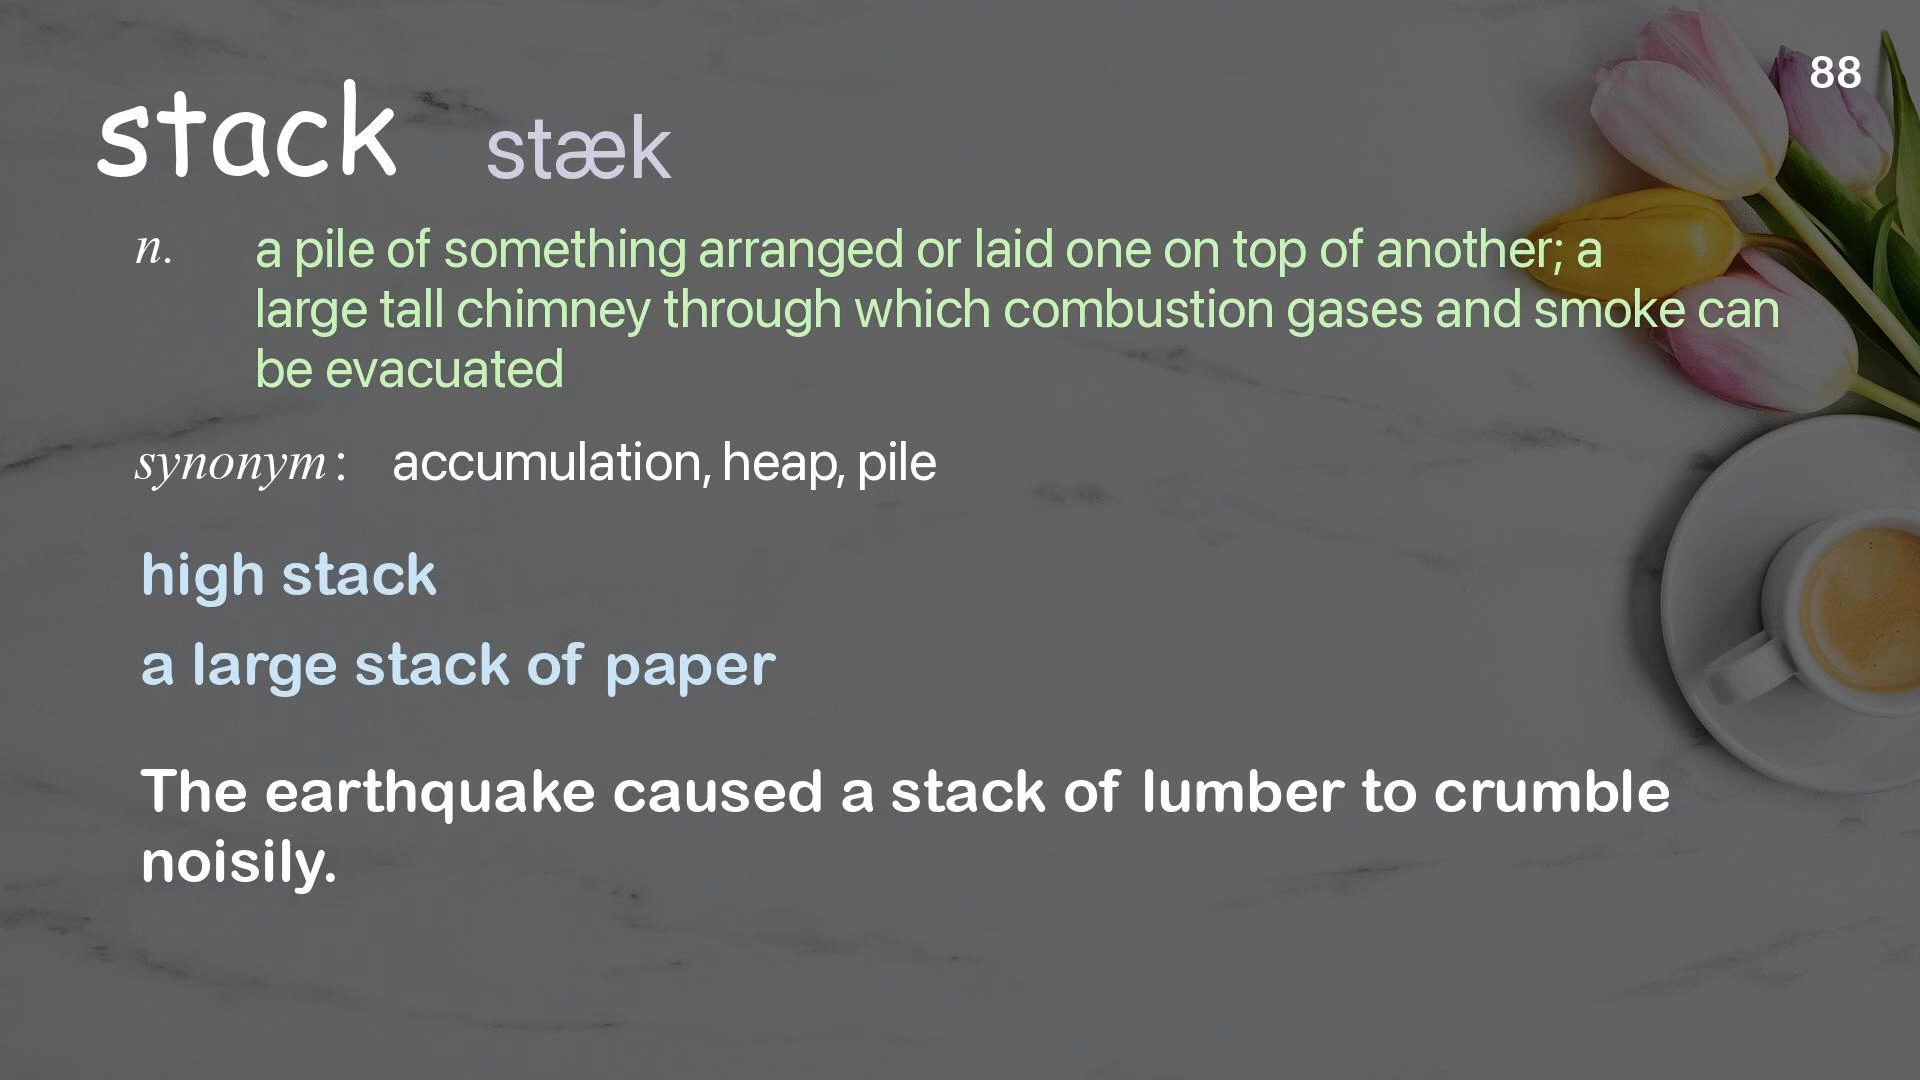 88
stack stæk
n. a pile of something arranged or laid one on top of another; a
large tall chimney through which combustion gases and smoke can
be evacuated
synonym: accumulation, heap, pile
high stack
a large stack of paper
The earthquake caused a stack of lumber to crumble
noisily.